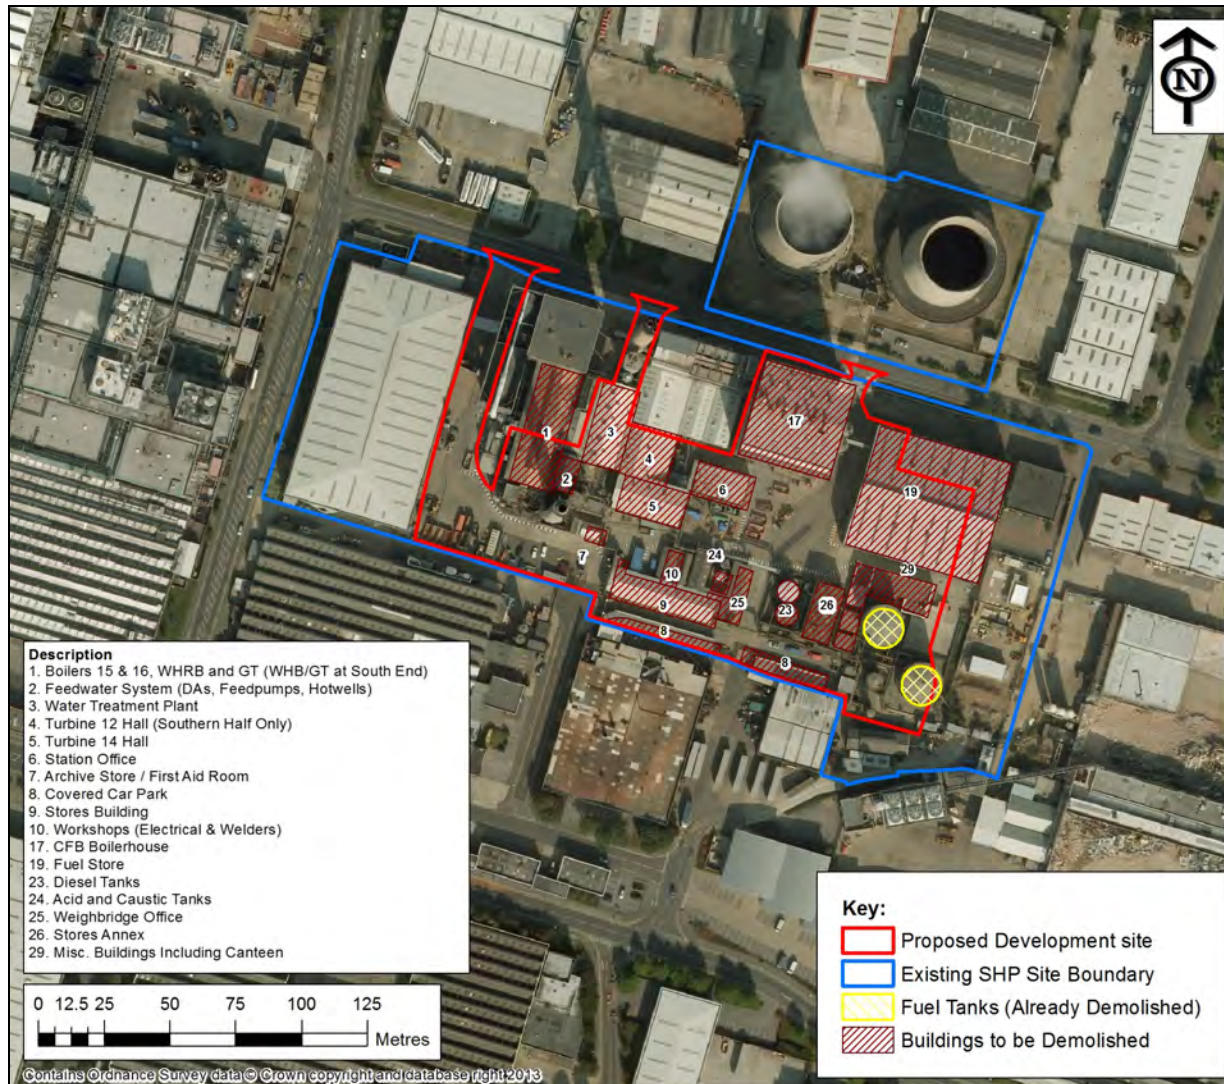 N
17
1
3
4
6
19
2
5
24
7
10
29
9
25
23
26
8
8
Description
1. Boilers 15 & 16, WHRB and GT (WHB/GT at South End)
2. Feedwater System (DAs, Feedpumps, Hotwells)
3. Water Treatment Plant
4. Turbine 12 Hall (Southern Half Only)
5. Turbine 14 Hall
6. Station Office
7. Archive Store / First Aid Room
8. Covered Car Park
9. Stores Building
10. Workshops (Electrical & Welders)
17. CFB Boilerhouse
19. Fuel Store
23. Diesel Tanks
24. Acid and Caustic Tanks
25. Weighbridge Office
26. Stores Annex
29. Misc. Buildings Including Canteen
0 12.5 25 50 75 100 125
Metres
Key:
Proposed Development site
Existing SHP Site Boundary
Fuel Tanks (Already Demolished)
Buildings to be Demolished
Contains Ordnance Survey data © Crown copyright and database right 2013